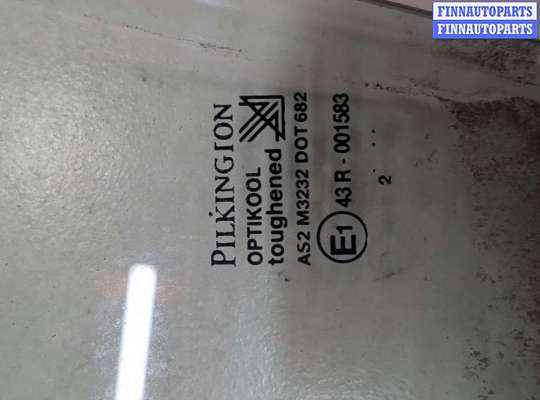 FINNAUTOPARTS
FINNAUTOPARTS
PILKINGTON
OPTIKOOL
toughened
AS2 M3232 DOT 682
E1 43 R - 001583
2